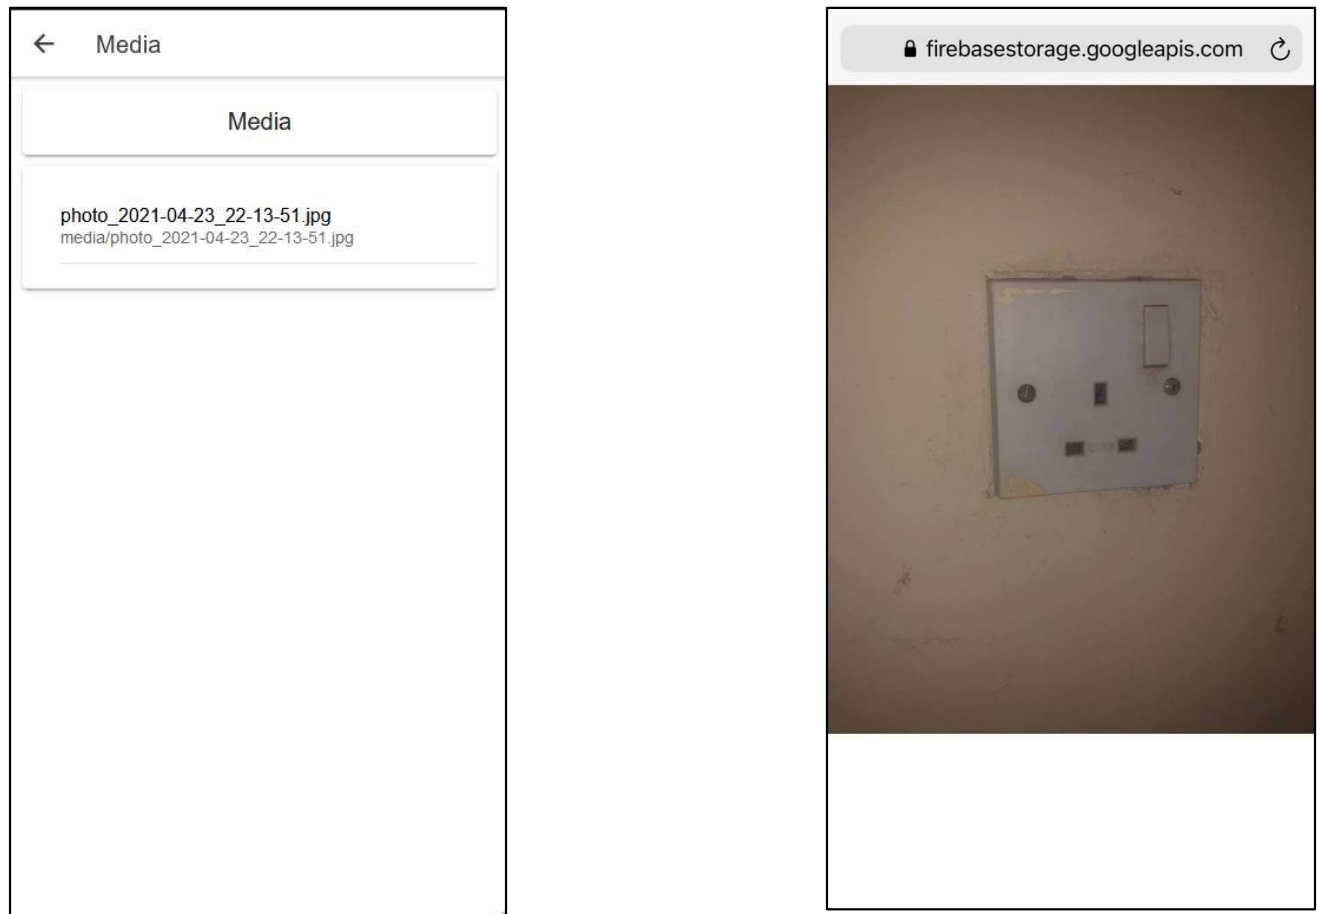 Media
Media
photo_2021-04-23_22-13-51.jpg
media/photo_2021-04-23_22-13-51.jpg
firebasestorage.googleapis.com